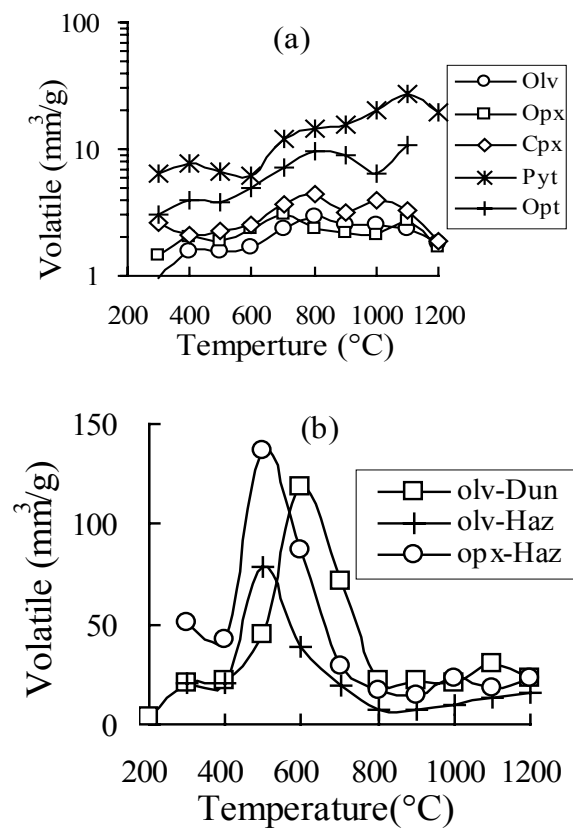 (a)
Volatile (mm³/g)
100
10
1
200 400 600 800 1000 1200
Temperture (°C)
Olv
Opx
Cpx
Pyt
Opt
(b)
Volatile (mm³/g)
150
100
50
0
200 400 600 800 1000 1200
Temperature(°C)
olv-Dun
olv-Haz
opx-Haz